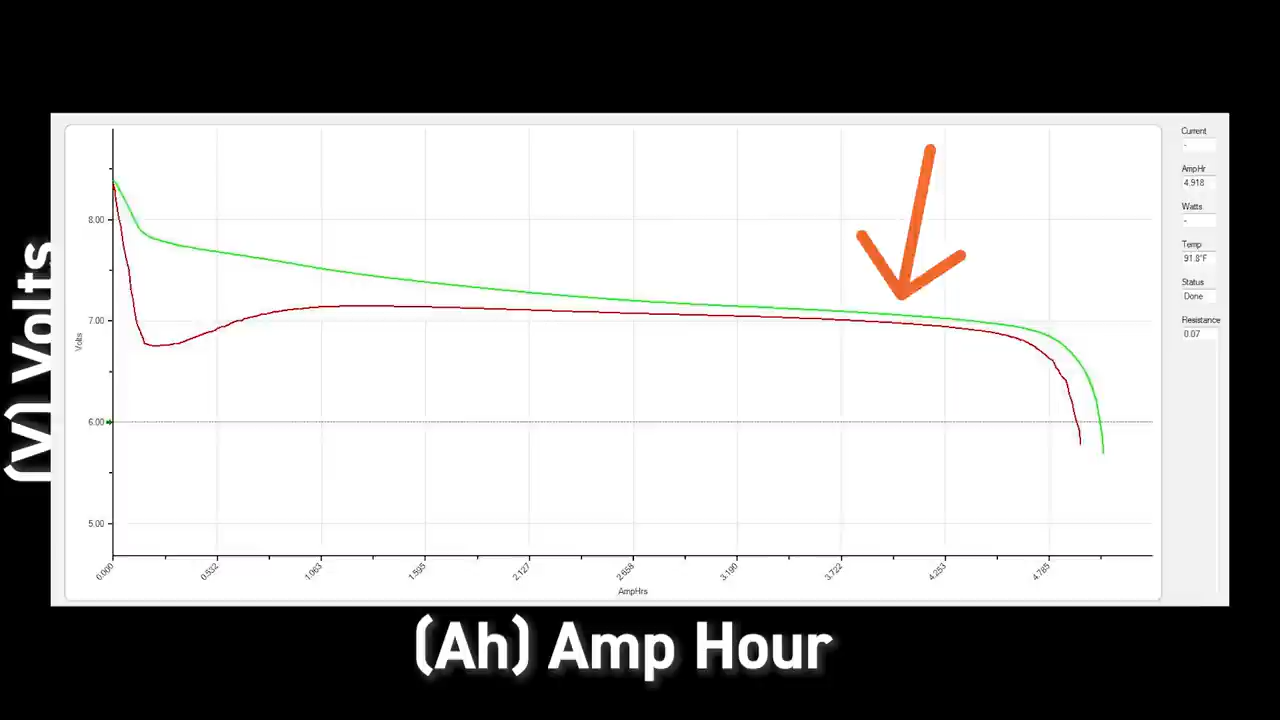 (V) Volts
Volts
8.00
7.00
6.00
5.00
0.000
0.532
1.063
1.595
2.127
2.658
3.190
3.722
4.253
4.785
AmpHrs
Current
-
AmpHr
4.918
Watts
-
Temp
91.8°F
Status
Done
Resistance
0.07
(Ah) Amp Hour